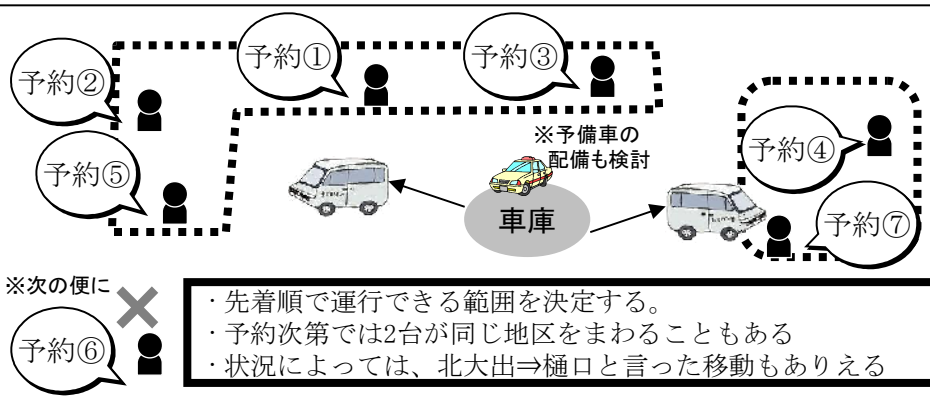 予約①
予約③
予約②
※予備車の
配備も検討
予約④
予約⑤
車庫
予約⑦
※次の便に
予約⑥
・先着順で運行できる範囲を決定する。
・予約次第では2台が同じ地区をまわることもある
・状況によっては、北大出⇒樋口と言った移動もありえる